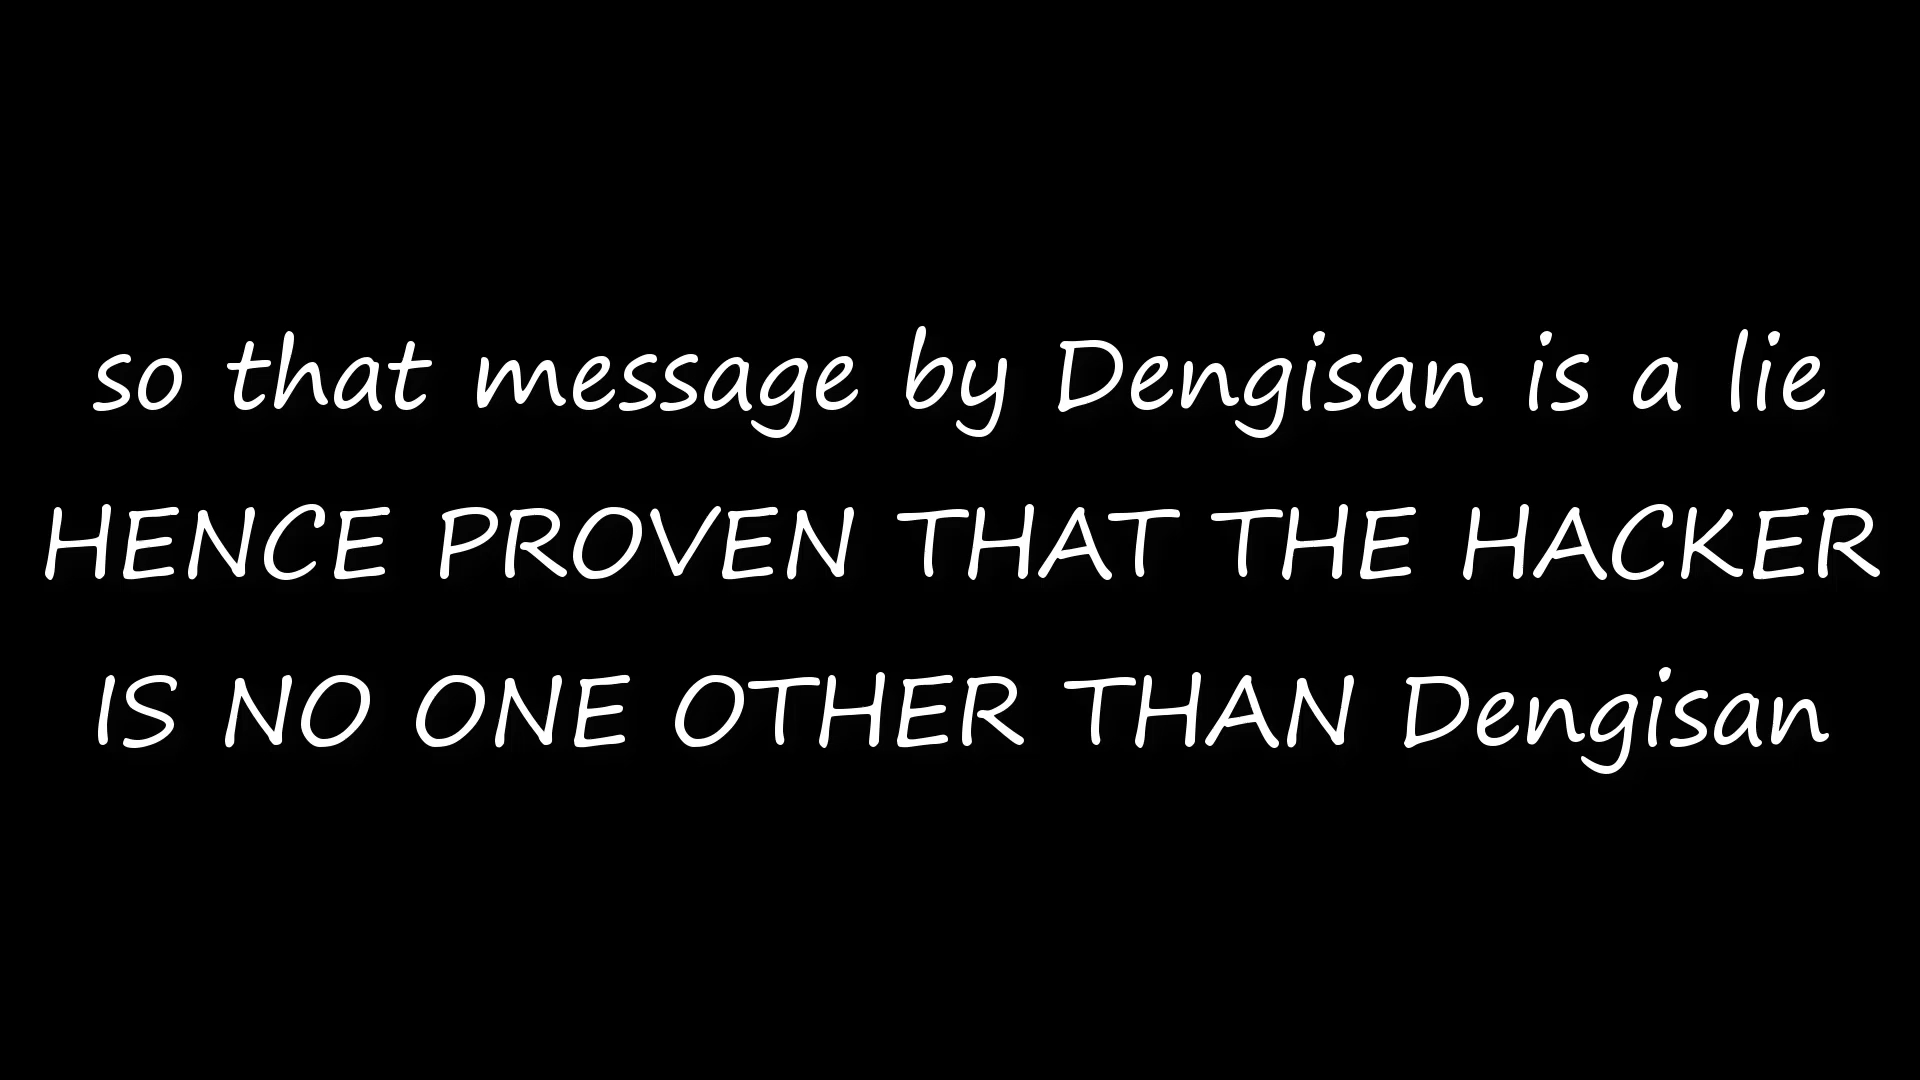 so that message by Dengisan is a lie
HENCE PROVEN THAT THE HACKER
IS NO ONE OTHER THAN Dengisan